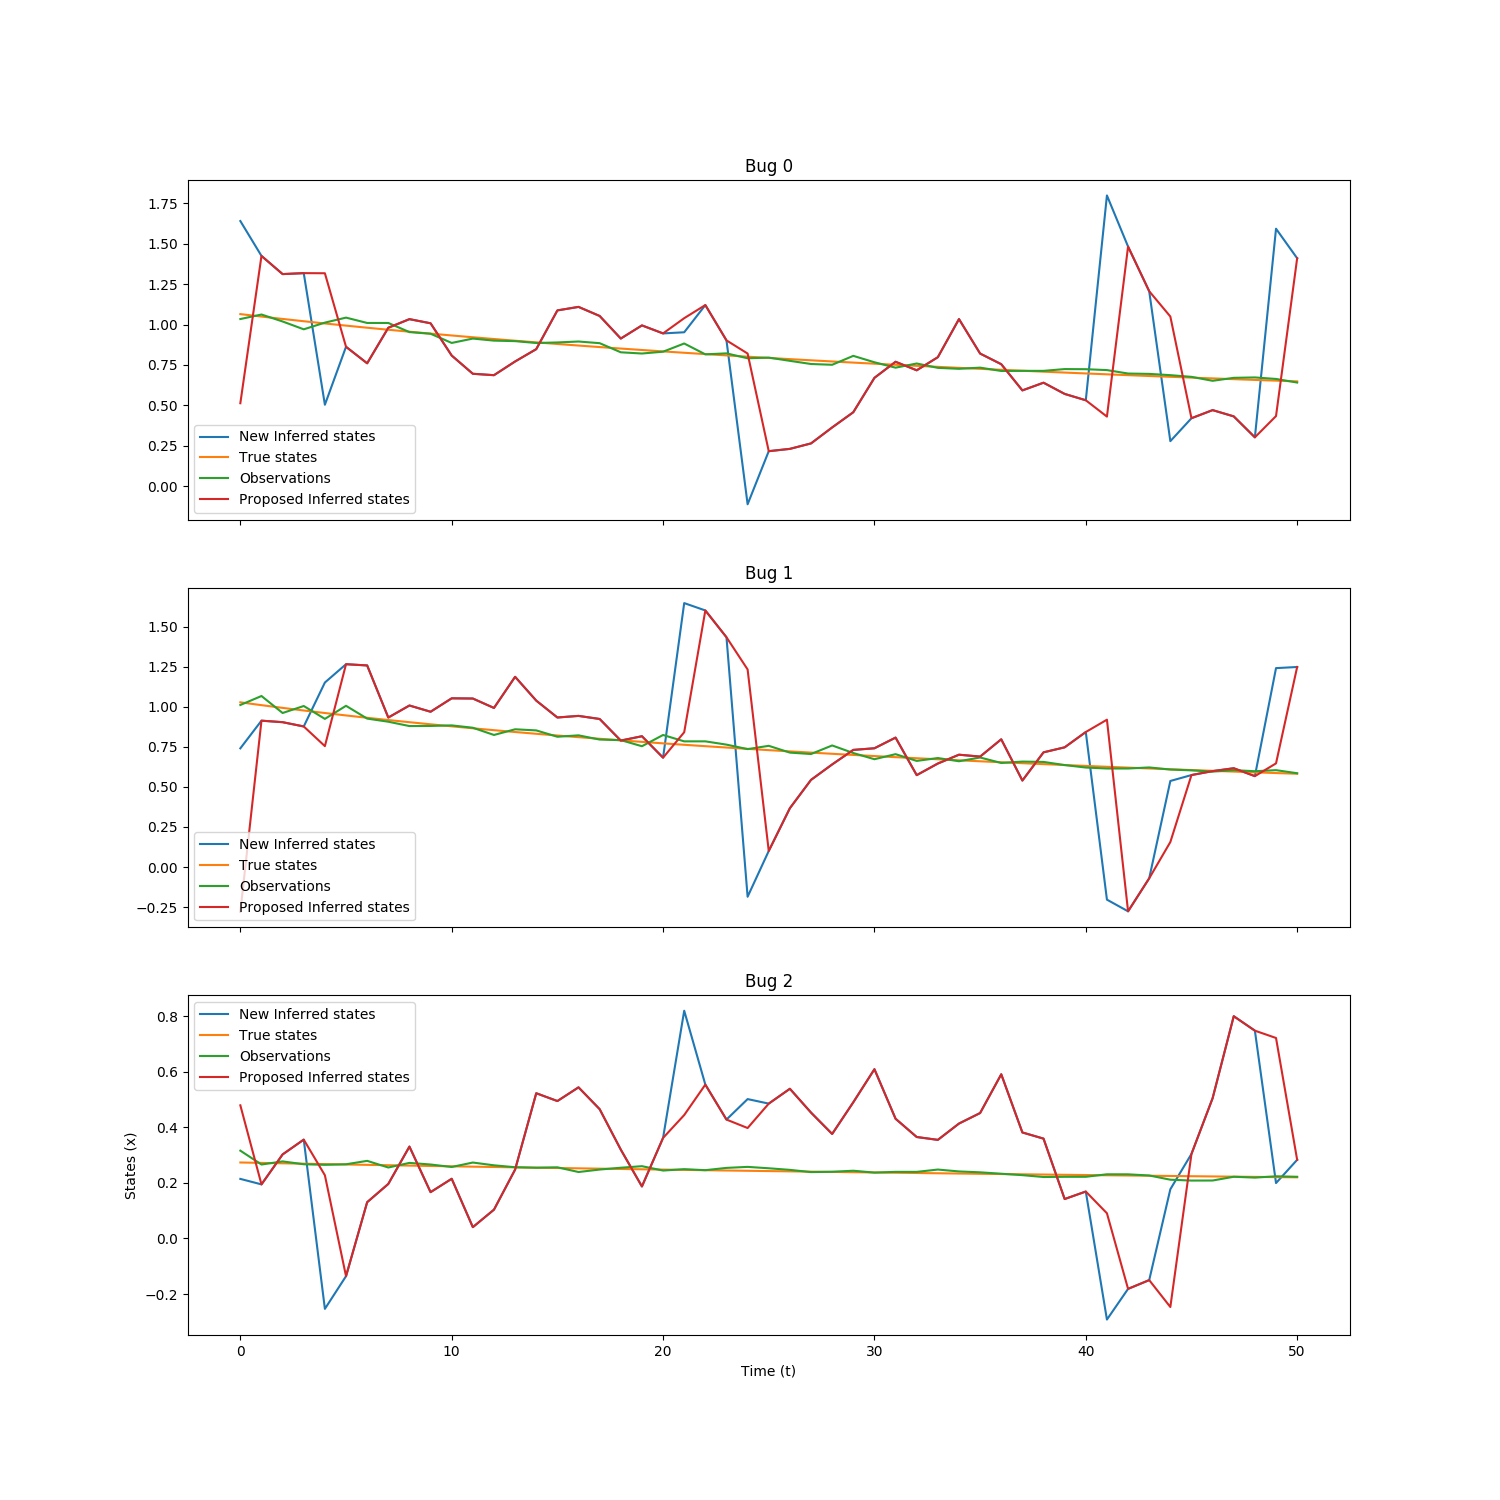 Bug 0
1.75
1.50
1.25
1.00
0.75
0.50
0.25
0.00
New Inferred states
True states
Observations
Proposed Inferred states
Bug 1
1.50
1.25
1.00
0.75
0.50
0.25
0.00
−0.25
New Inferred states
True states
Observations
Proposed Inferred states
Bug 2
0.8
0.6
0.4
0.2
0.0
−0.2
States (x)
New Inferred states
True states
Observations
Proposed Inferred states
0 10 20 30 40 50
Time (t)